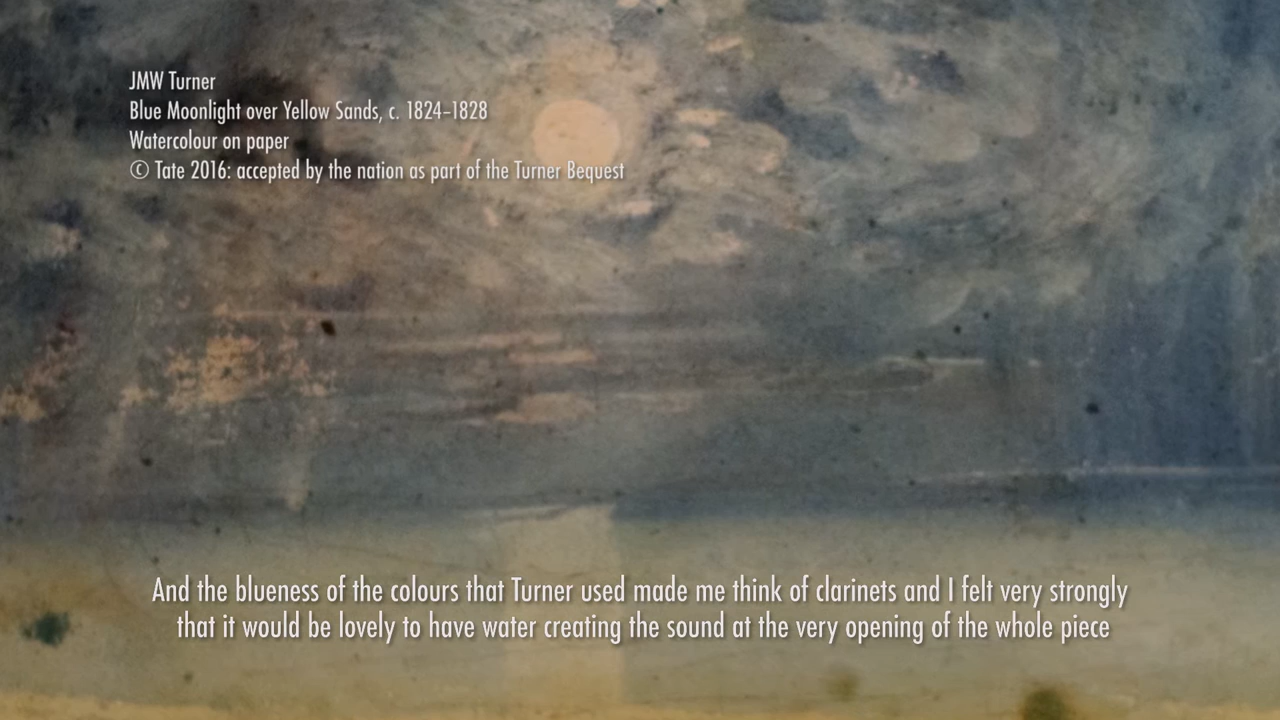 JMW Turner
Blue Moonlight over Yellow Sands, c. 1824–1828
Watercolour on paper
© Tate 2016: accepted by the nation as part of the Turner Bequest
And the blueness of the colours that Turner used made me think of clarinets and I felt very strongly
that it would be lovely to have water creating the sound at the very opening of the whole piece